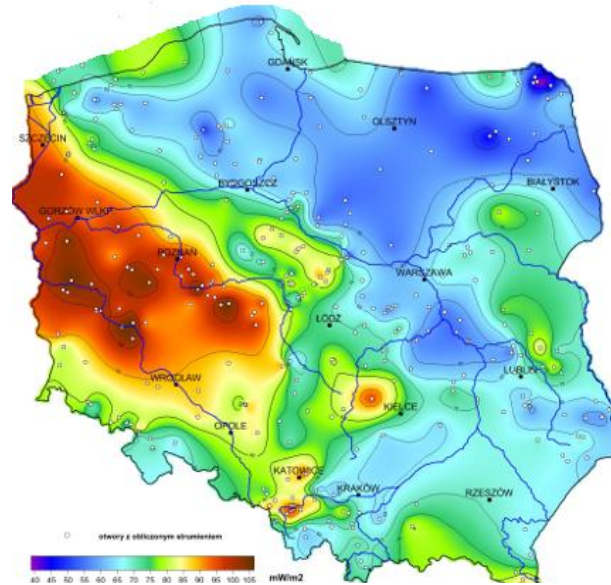 GDAŃSK
OLSZTYN
SZCZECIN
BYDGOSZCZ
BIAŁYSTOK
GORZÓW WLKP
POZNAŃ
WARSZAWA
ŁÓDŹ
LUBLIN
WROCŁAW
KIELCE
OPOLE
KATOWICE
KRAKÓW
RZESZÓW
otwory z obliczonym strumieniem
40 45 50 55 60 65 70 75 80 85 90 95 100 105 mW/m2